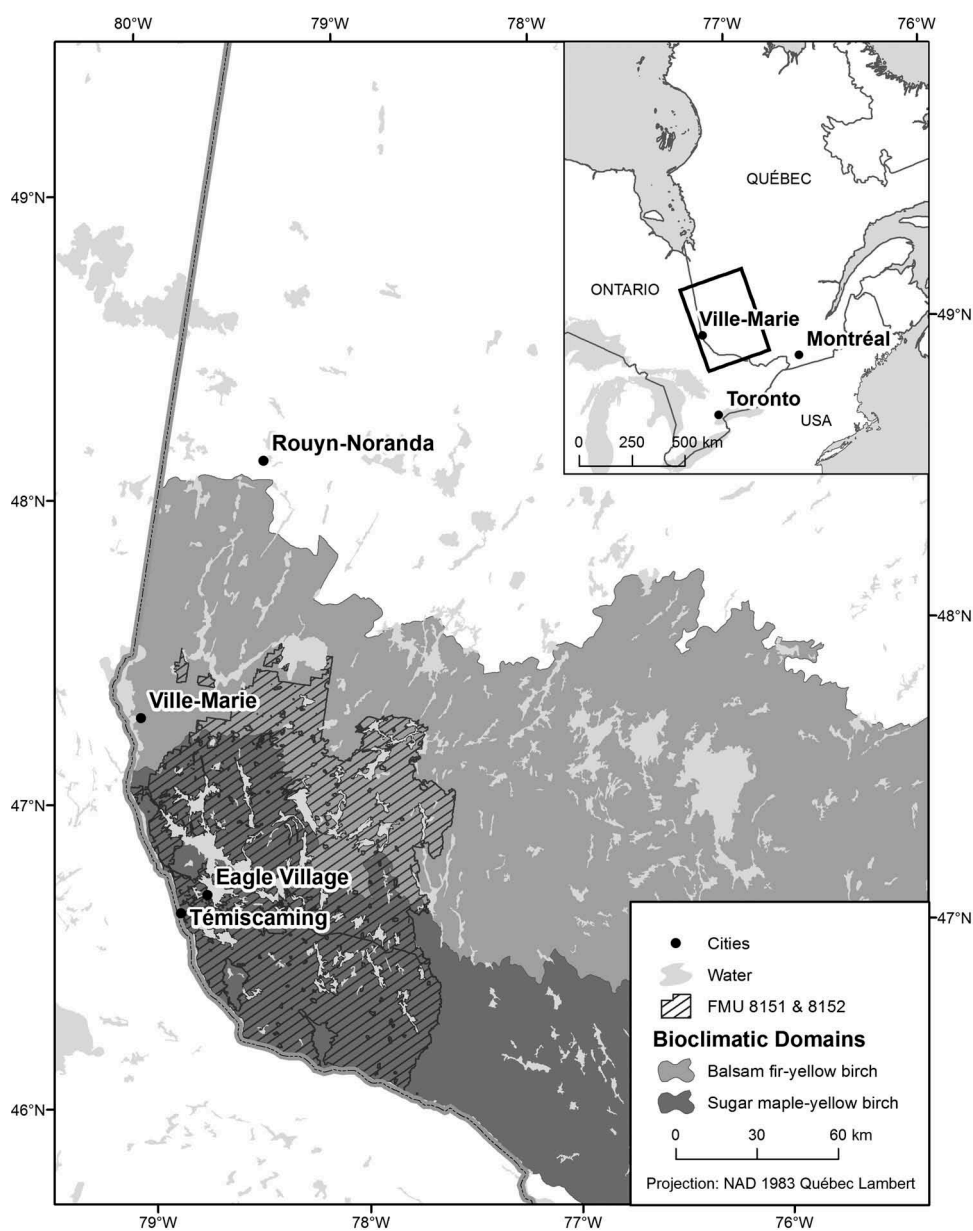 80°W 79°W 78°W 77°W 76°W
49°N
48°N
47°N
46°N
QUÉBEC
ONTARIO
Ville-Marie
Montréal
Toronto
USA
0 250 500 km
49°N
48°N
47°N
Rouyn-Noranda
Ville-Marie
Eagle Village
Témiscaming
Cities
Water
FMU 8151 & 8152
Bioclimatic Domains
Balsam fir-yellow birch
Sugar maple-yellow birch
0 30 60 km
Projection: NAD 1983 Québec Lambert
79°W 78°W 77°W 76°W